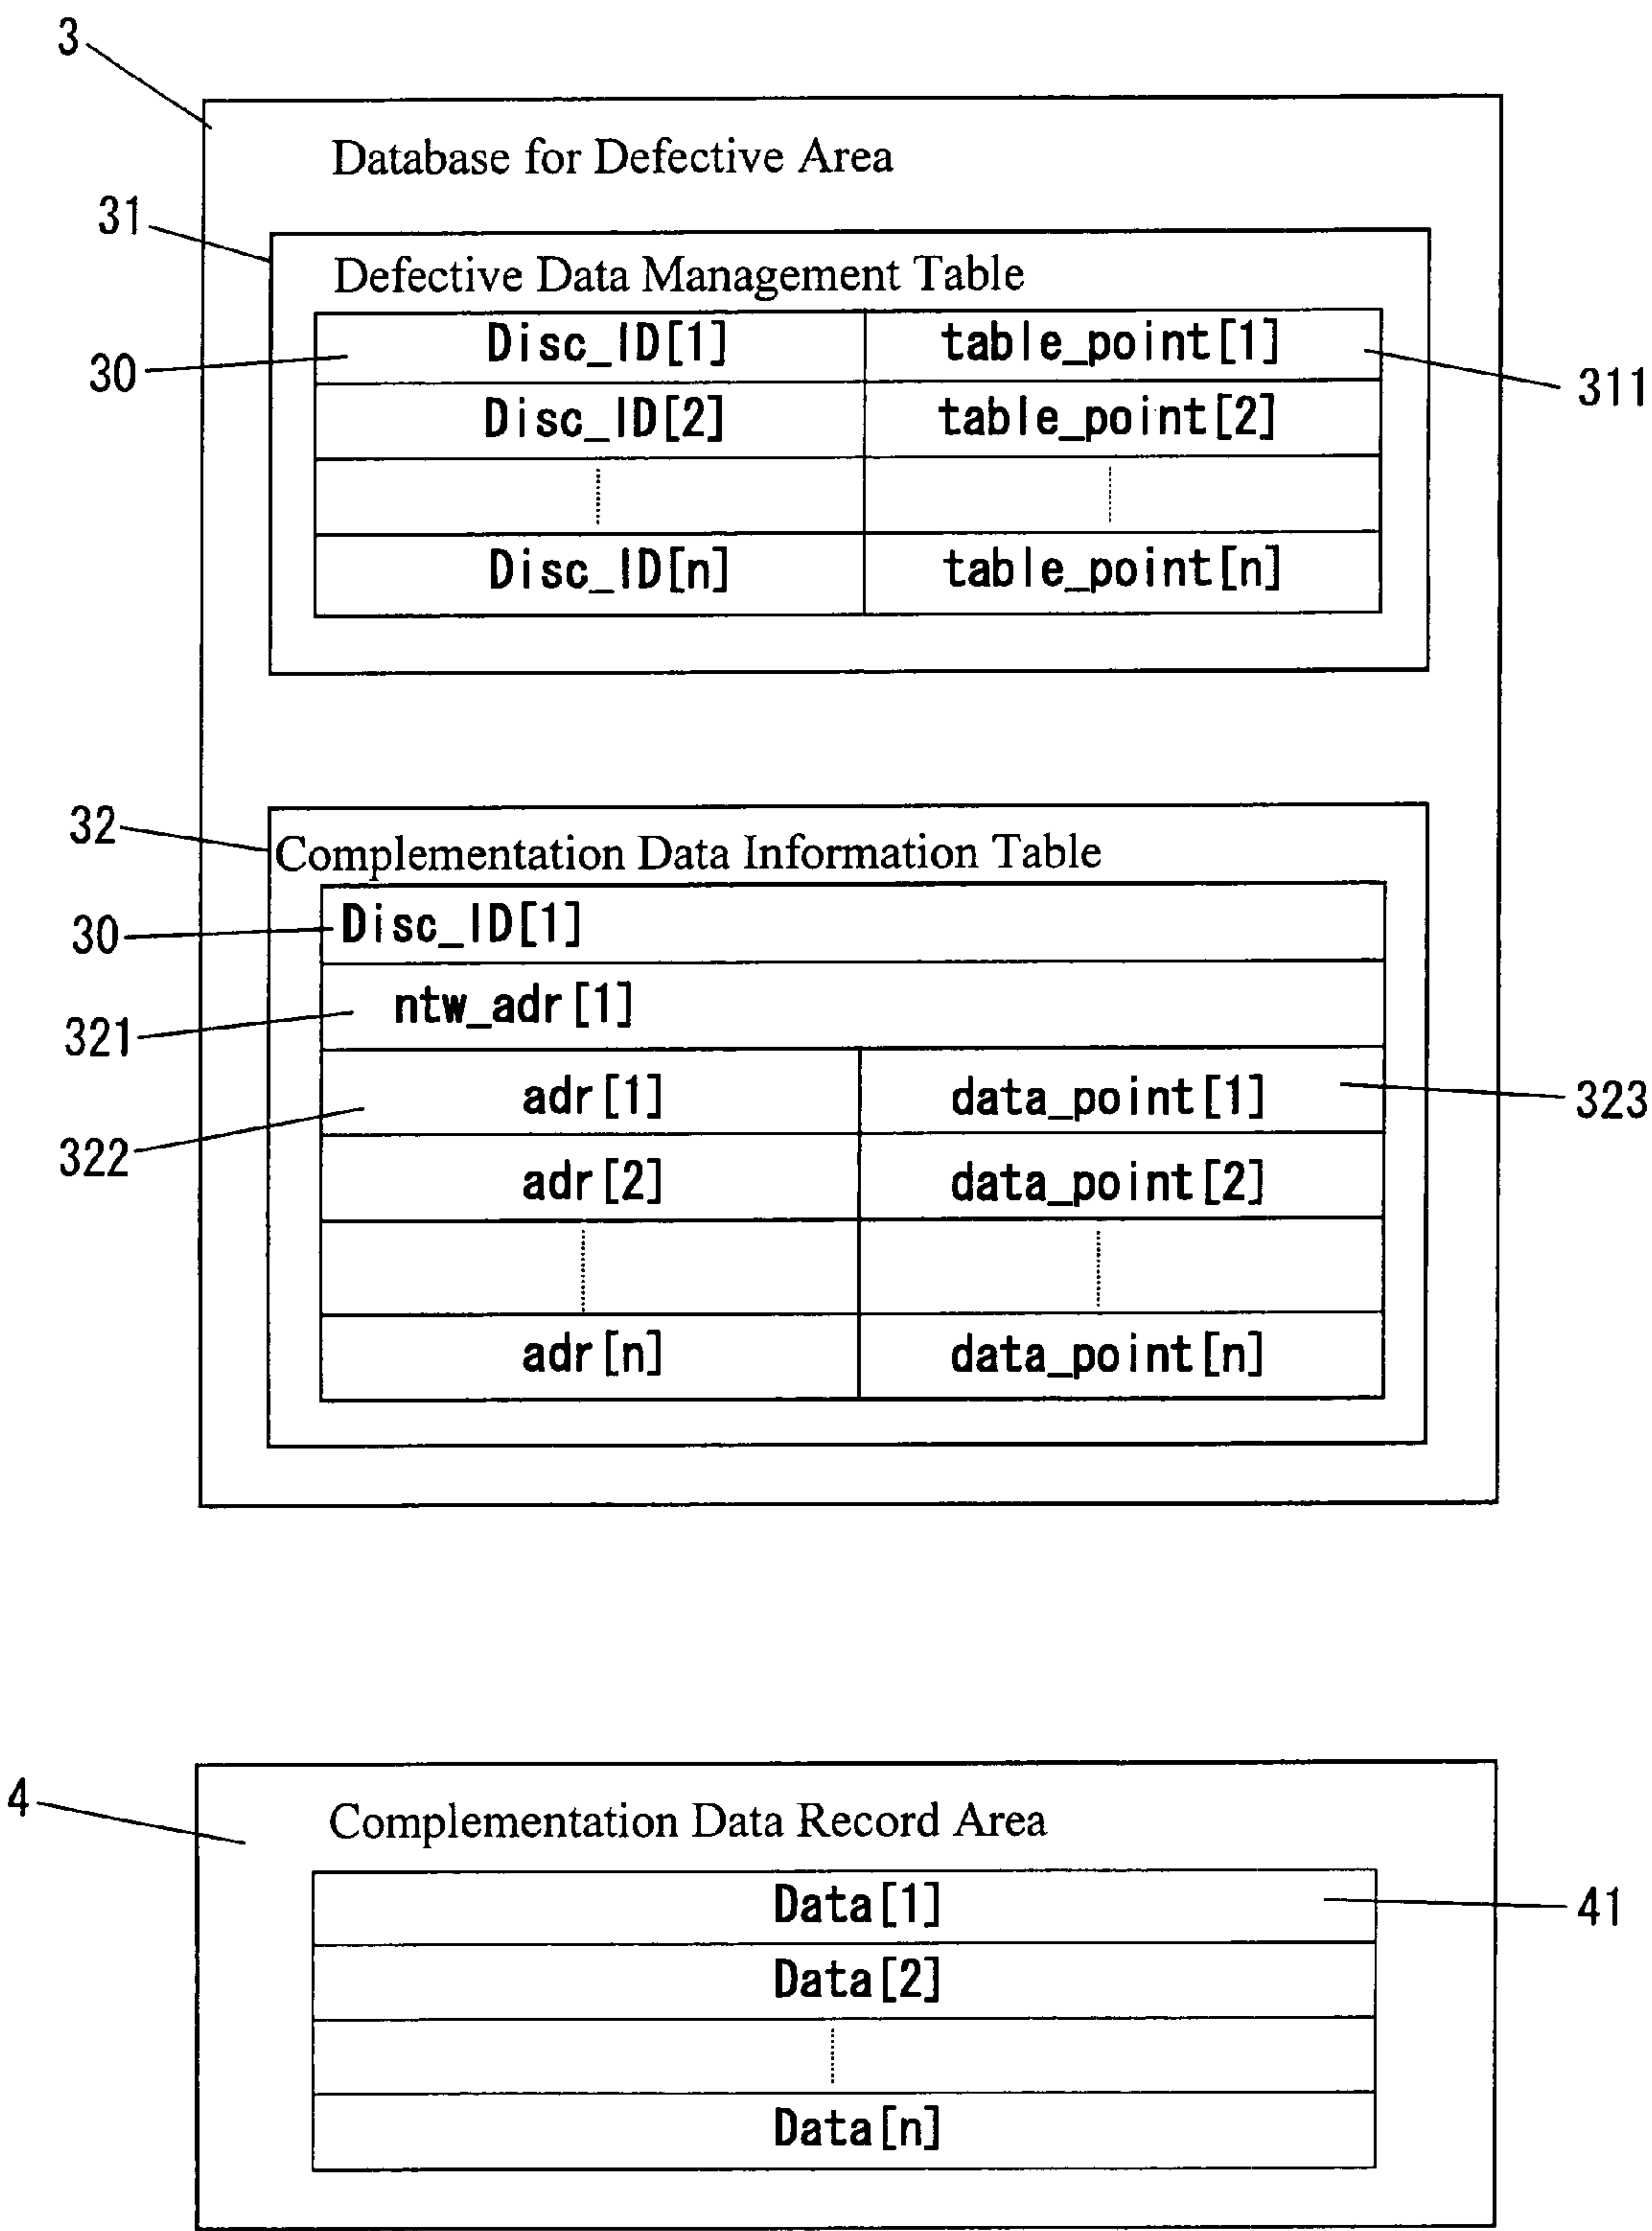 3
Database for Defective Area
31
Defective Data Management Table
30 Disc_ID[1] table_point[1] 311
Disc_ID[2] table_point[2]
Disc_ID[n] table_point[n]
32
Complementation Data Information Table
30 Disc_ID[1]
321 ntw_adr[1]
322 adr[1] data_point[1] 323
adr[2] data_point[2]
adr[n] data_point[n]
4
Complementation Data Record Area
Data[1] 41
Data[2]
Data[n]